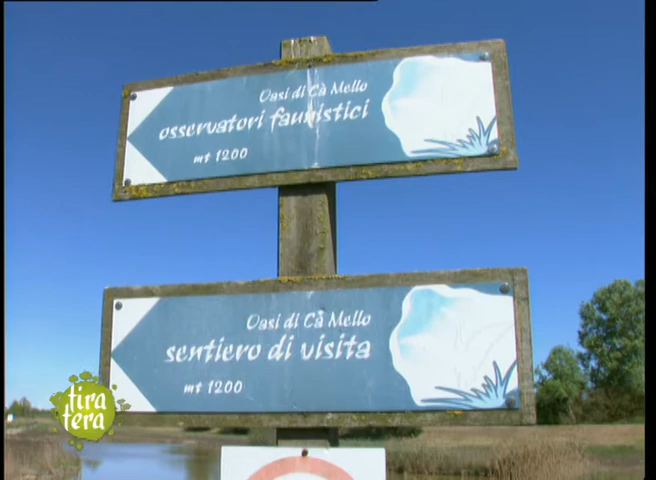 Oasi di Cà Mello
osservatori faunistici
mt 1200
Oasi di Cà Mello
sentiero di visita
mt 1200
tira
tera